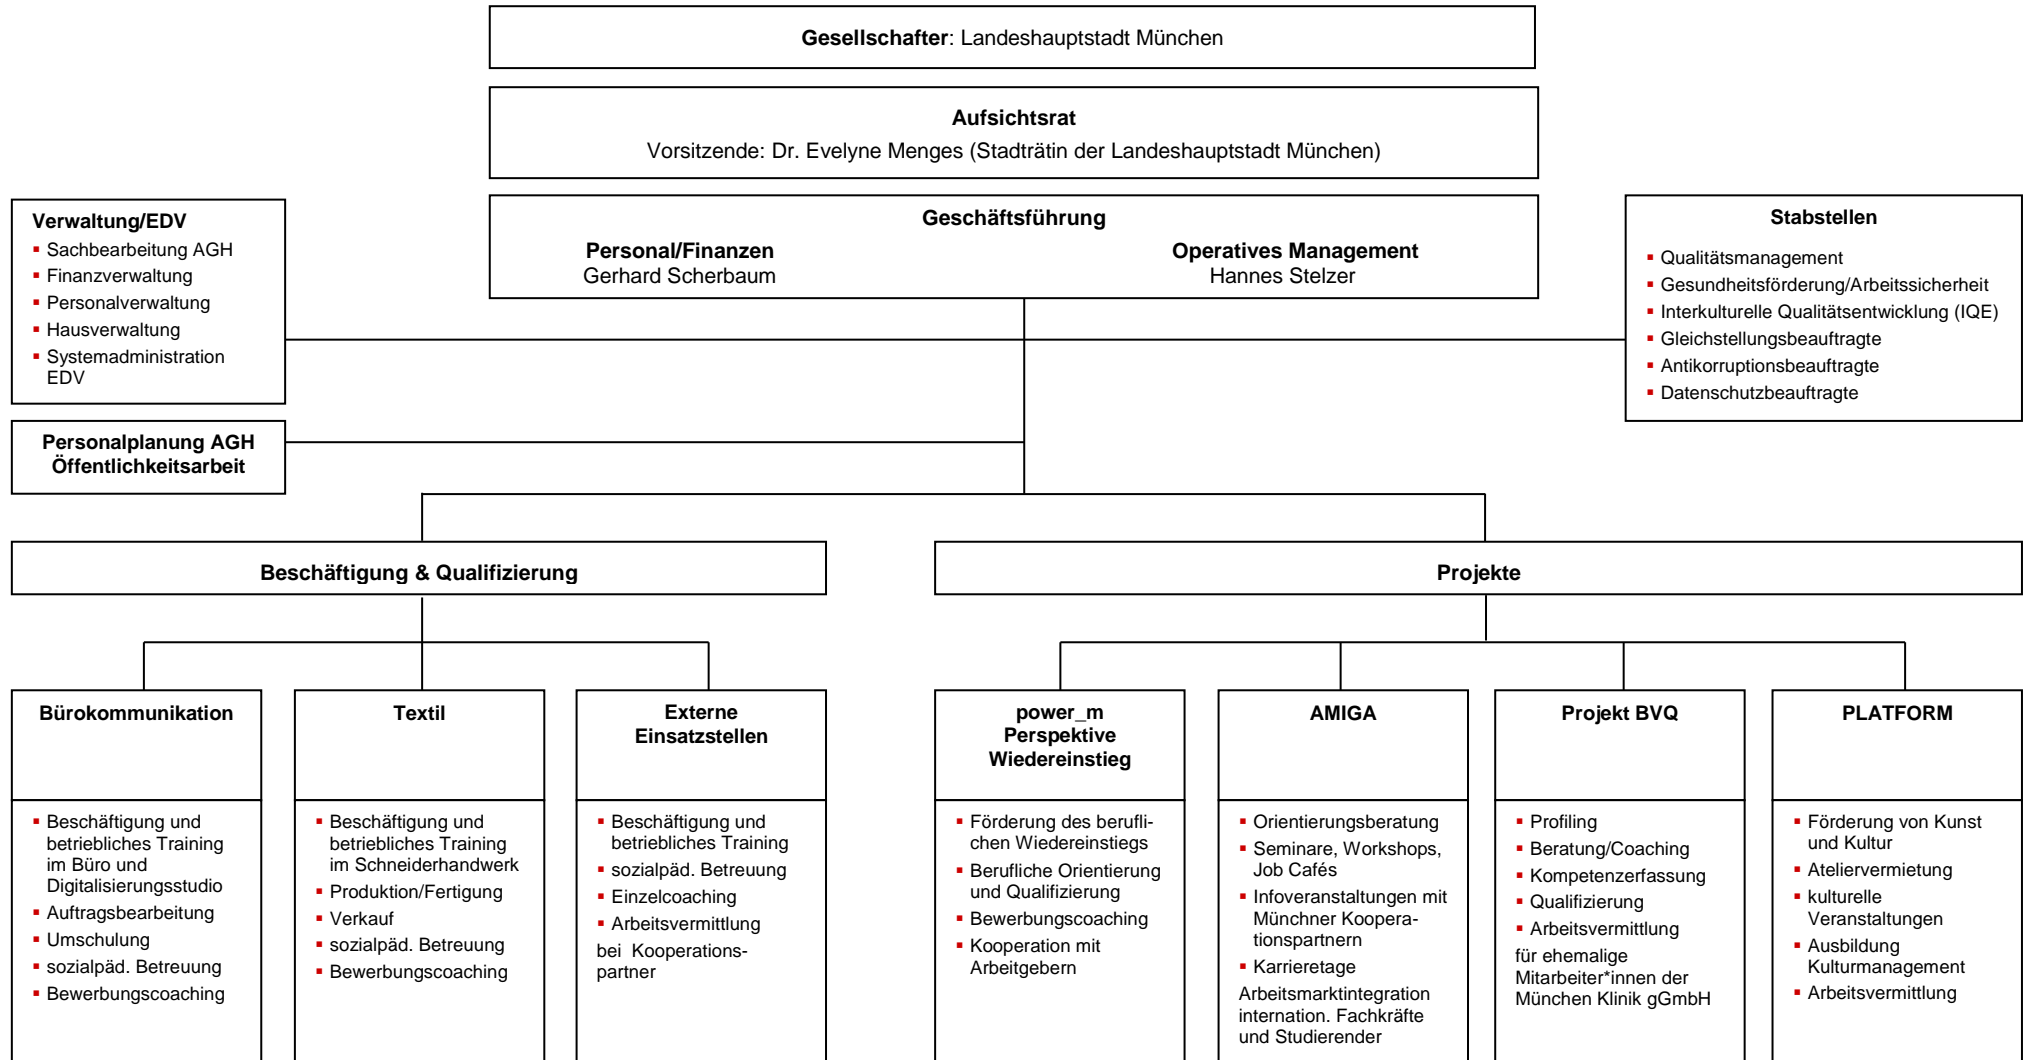 Gesellschafter: Landeshauptstadt München
Aufsichtsrat
Vorsitzende: Dr. Evelyne Menges (Stadträtin der Landeshauptstadt München)
Geschäftsführung
Personal/Finanzen
Gerhard Scherbaum
Operatives Management
Hannes Stelzer
Verwaltung/EDV
▪ Sachbearbeitung AGH
▪ Finanzverwaltung
▪ Personalverwaltung
▪ Hausverwaltung
▪ Systemadministration
EDV
Stabstellen
▪ Qualitätsmanagement
▪ Gesundheitsförderung/Arbeitssicherheit
▪ Interkulturelle Qualitätsentwicklung (IQE)
▪ Gleichstellungsbeauftragte
▪ Antikorruptionsbeauftragte
▪ Datenschutzbeauftragte
Personalplanung AGH
Öffentlichkeitsarbeit
Beschäftigung & Qualifizierung
Projekte
Bürokommunikation
▪ Beschäftigung und
betriebliches Training
im Büro und
Digitalisierungsstudio
▪ Auftragsbearbeitung
▪ Umschulung
▪ sozialpäd. Betreuung
▪ Bewerbungscoaching
Textil
▪ Beschäftigung und
betriebliches Training
im Schneiderhandwerk
▪ Produktion/Fertigung
▪ Verkauf
▪ sozialpäd. Betreuung
▪ Bewerbungscoaching
Externe
Einsatzstellen
▪ Beschäftigung und
betriebliches Training
▪ sozialpäd. Betreuung
▪ Einzelcoaching
▪ Arbeitsvermittlung
bei Kooperations-
partner
power_m
Perspektive
Wiedereinstieg
▪ Förderung des berufli-
chen Wiedereinstiegs
▪ Berufliche Orientierung
und Qualifizierung
▪ Bewerbungscoaching
▪ Kooperation mit
Arbeitgebern
AMIGA
▪ Orientierungsberatung
▪ Seminare, Workshops,
Job Cafés
▪ Infoveranstaltungen mit
Münchner Koopera-
tionspartnern
▪ Karrieretage
Arbeitsmarktintegration
internation. Fachkräfte
und Studierender
Projekt BVQ
▪ Profiling
▪ Beratung/Coaching
▪ Kompetenzerfassung
▪ Qualifizierung
▪ Arbeitsvermittlung
für ehemalige
Mitarbeiter*innen der
München Klinik gGmbH
PLATFORM
▪ Förderung von Kunst
und Kultur
▪ Ateliervermietung
▪ kulturelle
Veranstaltungen
▪ Ausbildung
Kulturmanagement
▪ Arbeitsvermittlung